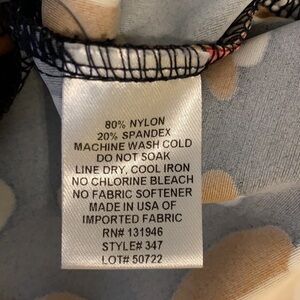 80% NYLON
20% SPANDEX
MACHINE WASH COLD
DO NOT SOAK
LINE DRY, COOL IRON
NO CHLORINE BLEACH
NO FABRIC SOFTENER
MADE IN USA OF
IMPORTED FABRIC
RN# 131946
STYLE# 347
LOT# 50722